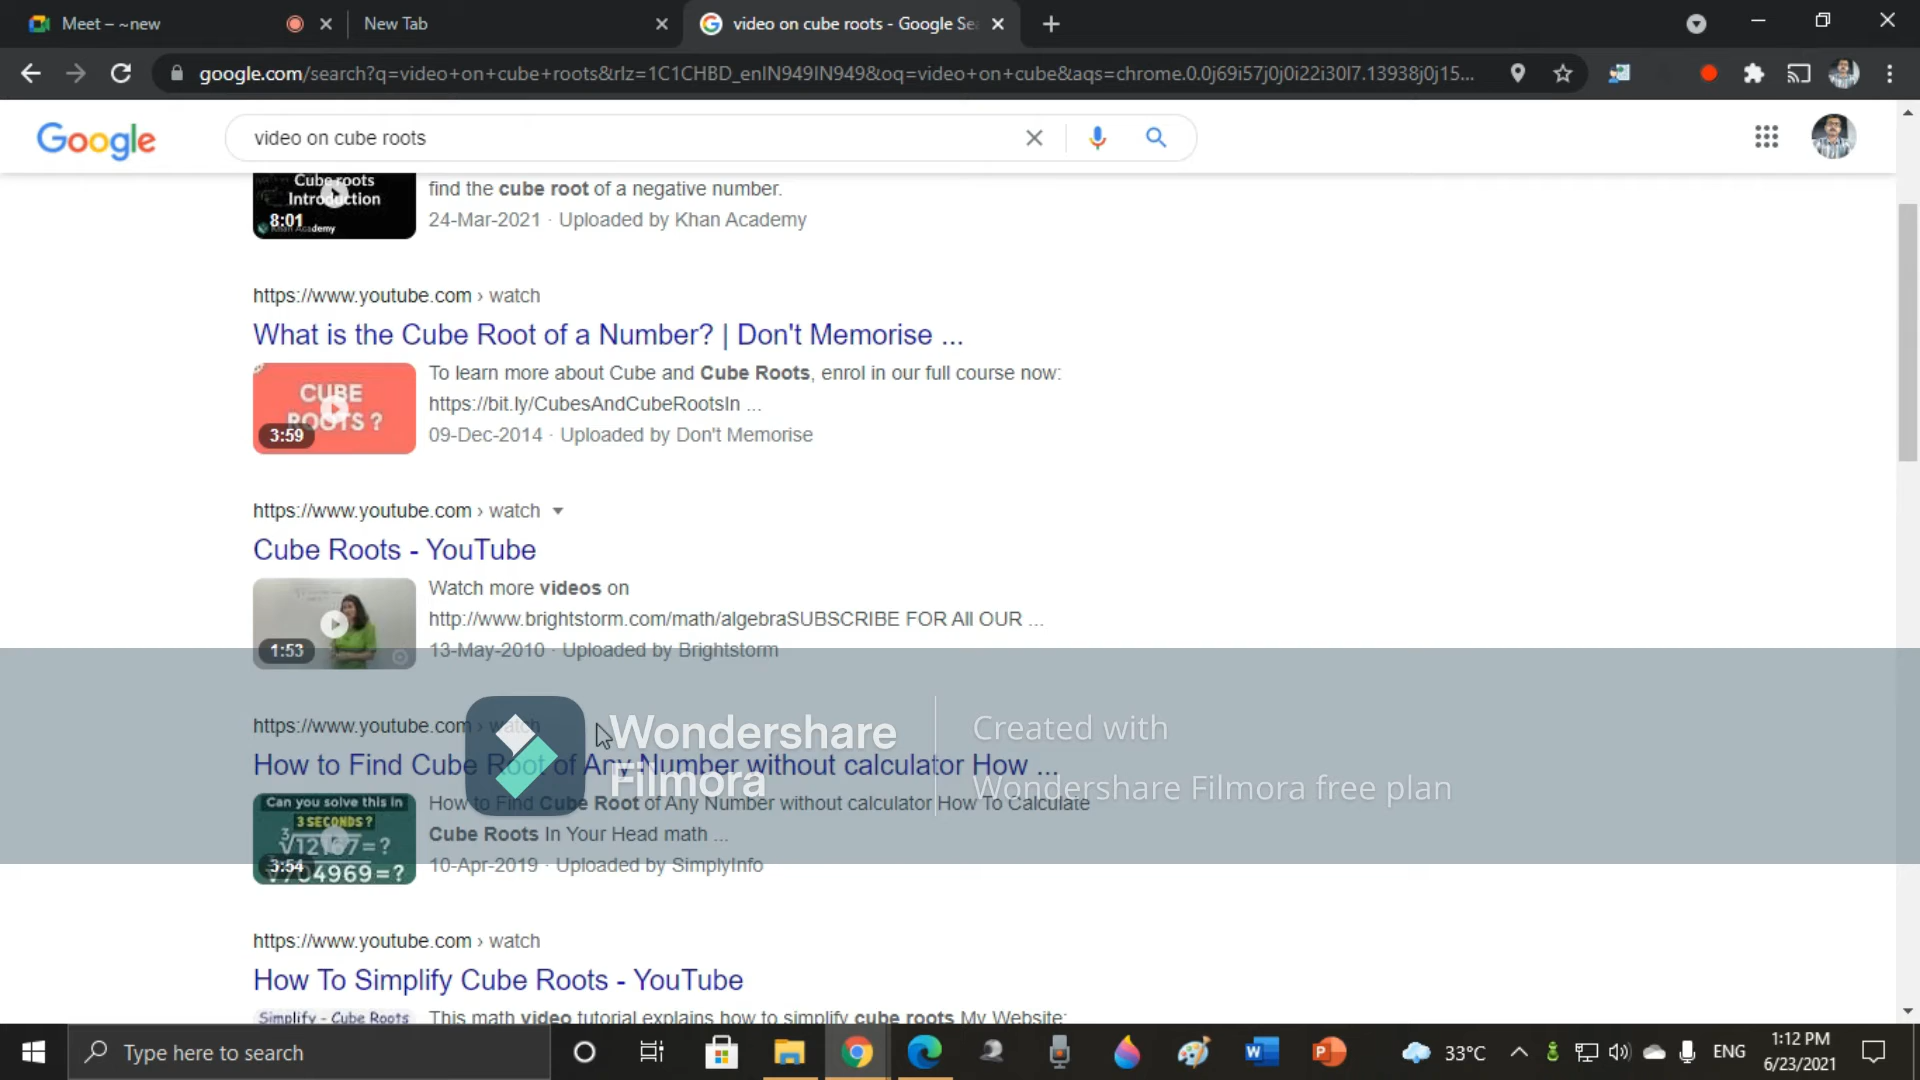 Meet – ~new
New Tab
video on cube roots - Google Se
google.com/search?q=video+on+cube+roots&rlz=1C1CHBD_enIN949IN949&oq=video+on+cube&aqs=chrome.0.0j69i57j0j0i22i30l7.13938j0j15...
Google
video on cube roots
Cube roots
Introduction
8:01
Khan Academy
find the cube root of a negative number.
24-Mar-2021 · Uploaded by Khan Academy
https://www.youtube.com › watch
What is the Cube Root of a Number? | Don't Memorise ...
CUBE
ROOTS ?
3:59
To learn more about Cube and Cube Roots, enrol in our full course now:
https://bit.ly/CubesAndCubeRootsIn ...
09-Dec-2014 · Uploaded by Don't Memorise
https://www.youtube.com › watch
Cube Roots - YouTube
1:53
Watch more videos on
http://www.brightstorm.com/math/algebraSUBSCRIBE FOR All OUR ...
13-May-2010 · Uploaded by Brightstorm
https://www.youtube.com › watch
Wondershare
Filmora
Created with
Wondershare Filmora free plan
How to Find Cube Root of Any Number without calculator How ...
Can you solve this in
3 SECONDS?
∛12167=?
3:54
704969=?
How to Find Cube Root of Any Number without calculator How To Calculate
Cube Roots In Your Head math ...
10-Apr-2019 · Uploaded by SimplyInfo
https://www.youtube.com › watch
How To Simplify Cube Roots - YouTube
Simplify - Cube Roots
This math video tutorial explains how to simplify cube roots My Website:
Type here to search
33°C
ENG
1:12 PM
6/23/2021